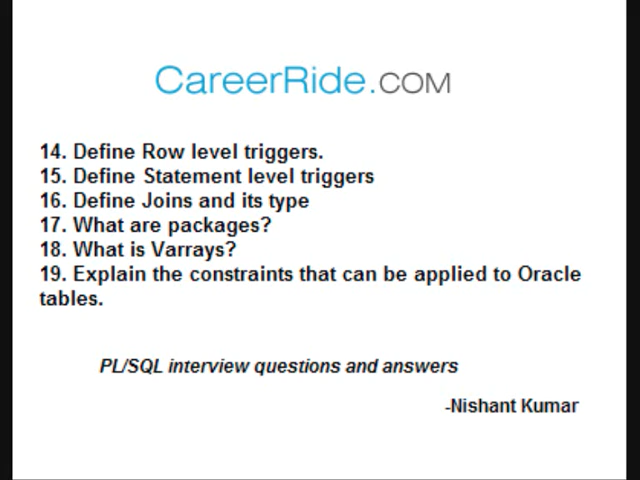 CareerRide.COM
14. Define Row level triggers.
15. Define Statement level triggers
16. Define Joins and its type
17. What are packages?
18. What is Varrays?
19. Explain the constraints that can be applied to Oracle
tables.
PL/SQL interview questions and answers
-Nishant Kumar